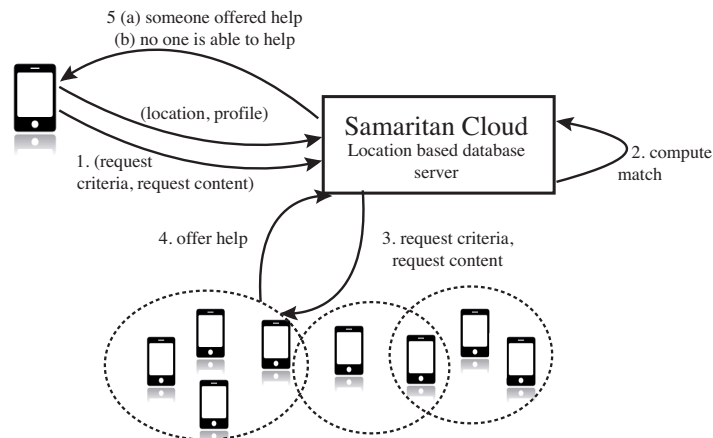 5 (a) someone offered help
(b) no one is able to help
(location, profile)
1. (request
criteria, request content)
Samaritan Cloud
Location based database
server
2. compute
match
4. offer help
3. request criteria,
request content